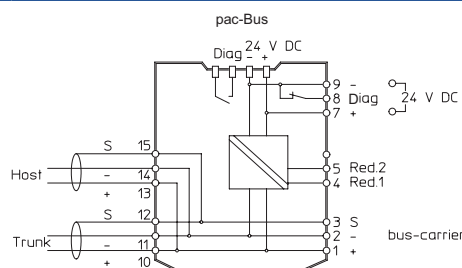 pac-Bus
Diag 24 V DC
- +
9 -
8 Diag 24 V DC
7 +
S 15
Host - 14
+ 13
5 Red.2
4 Red.1
S 12
Trunk - 11
+ 10
3 S
2 - bus-carrier
1 +